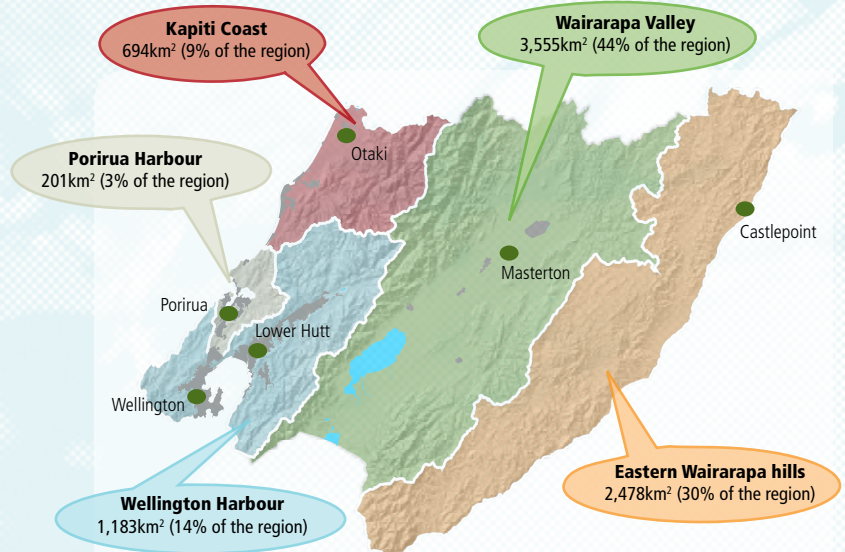 Kapiti Coast
694km² (9% of the region)
Wairarapa Valley
3,555km² (44% of the region)
Porirua Harbour
201km² (3% of the region)
Otaki
Castlepoint
Masterton
Porirua
Lower Hutt
Wellington
Eastern Wairarapa hills
2,478km² (30% of the region)
Wellington Harbour
1,183km² (14% of the region)